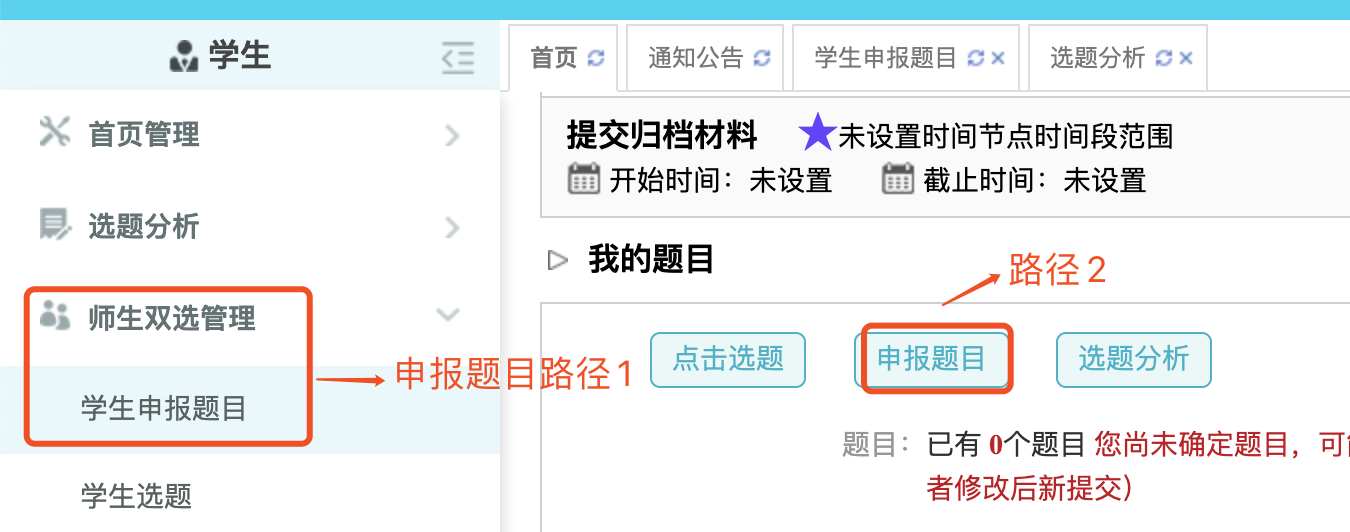 学生
首页管理
选题分析
师生双选管理
学生申报题目
学生选题
首页
通知公告
学生申报题目
选题分析
提交归档材料 未设置时间节点时间段范围
开始时间：未设置 截止时间：未设置
我的题目
路径2
申报题目路径1
点击选题
申报题目
选题分析
题目：已有 0个题目 您尚未确定题目，可
者修改后新提交）